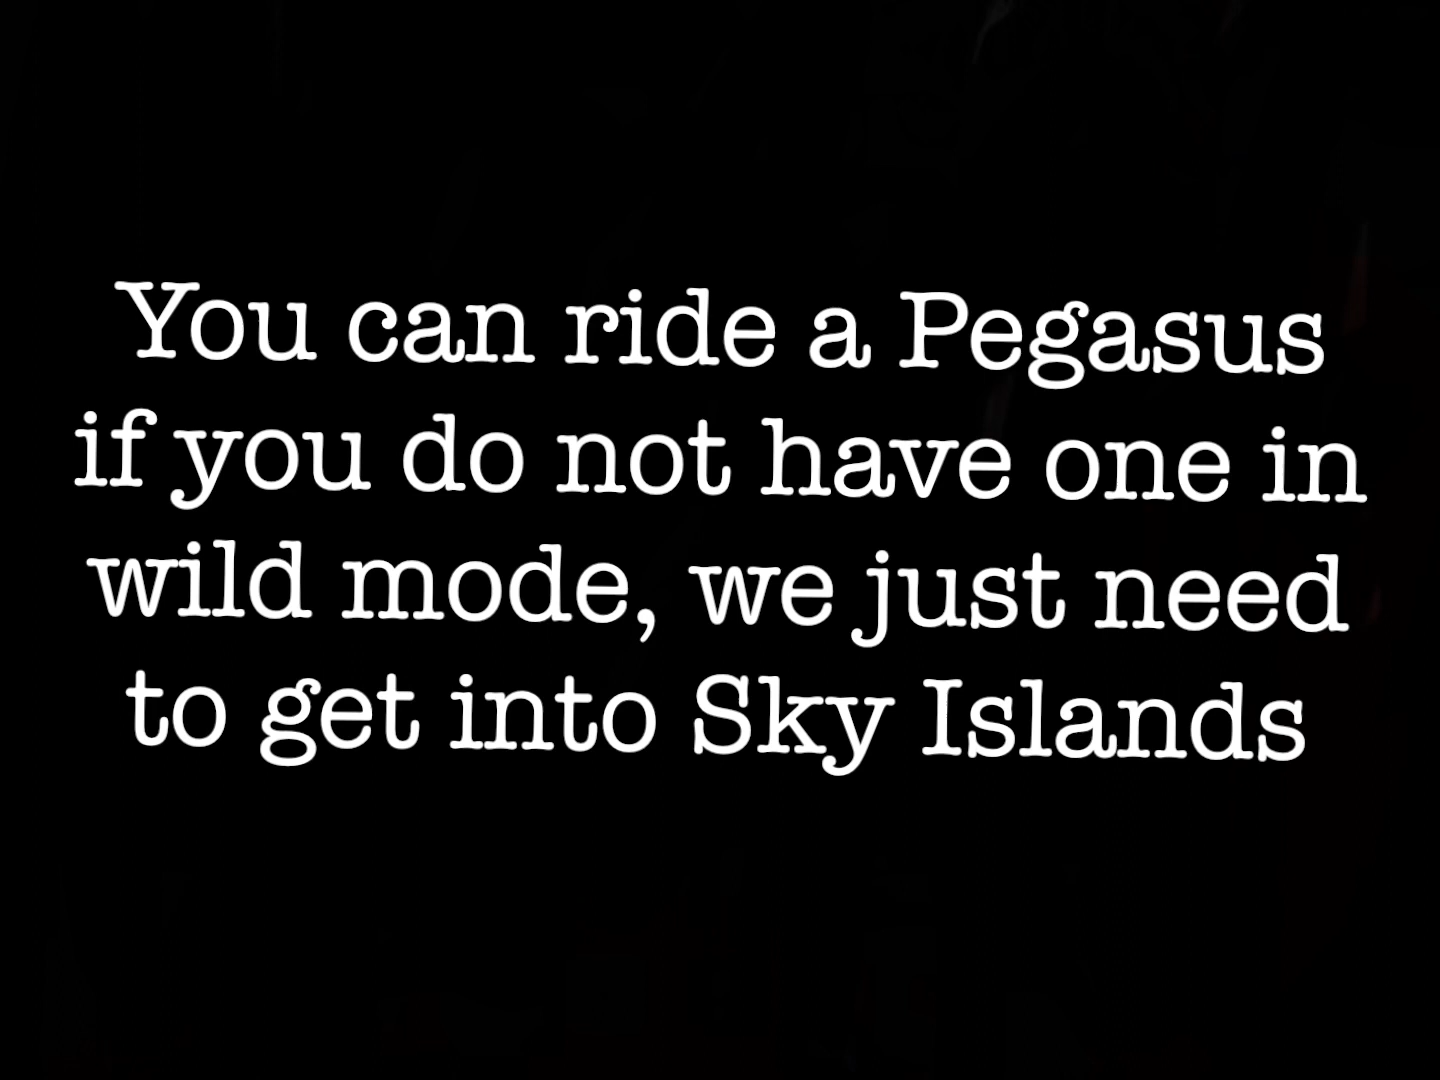 You can ride a Pegasus
if you do not have one in
wild mode, we just need
to get into Sky Islands